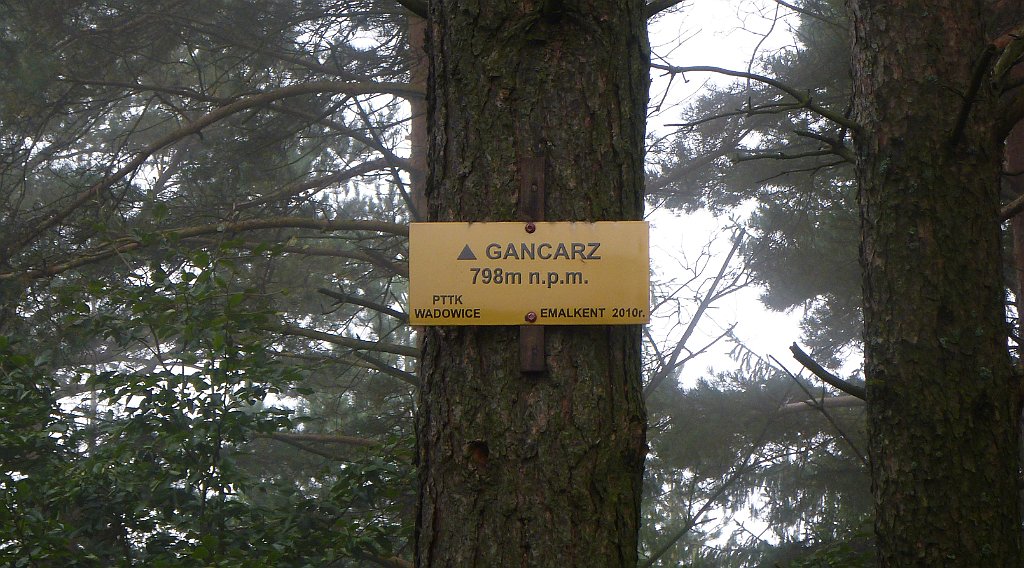 ▲ GANCARZ
798m n.p.m.
PTTK
WADOWICE EMALKENT 2010r.